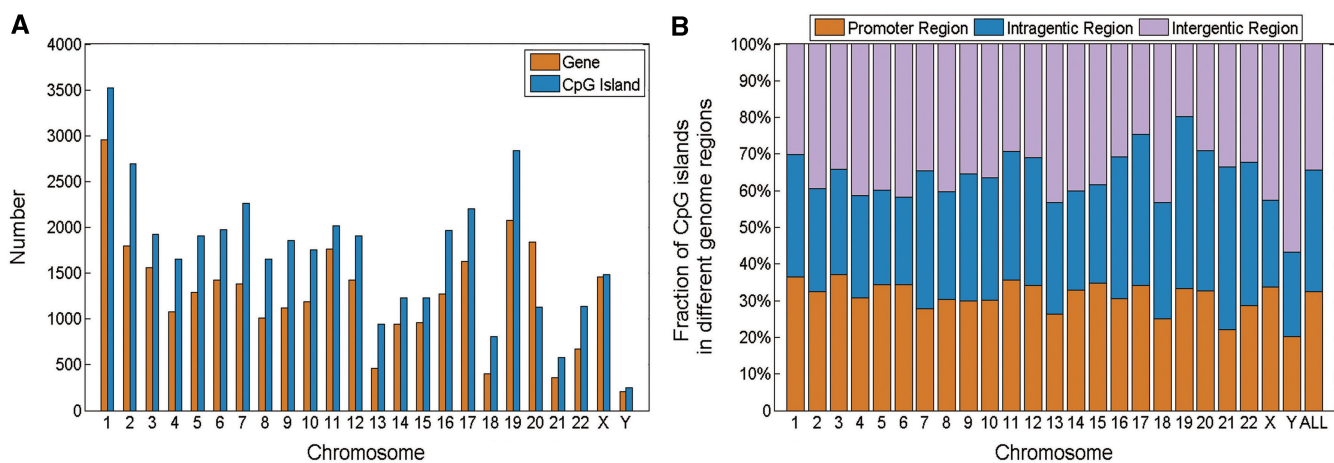 A
4000
3500
3000
2500
2000
1500
1000
500
0
Number
Gene
CpG Island
1 2 3 4 5 6 7 8 9 10 11 12 13 14 15 16 17 18 19 20 21 22 X Y
Chromosome
B
Promoter Region Intragentic Region Intergentic Region
100%
90%
80%
70%
60%
50%
40%
30%
20%
10%
0
Fraction of CpG islands
in different genome regions
1 2 3 4 5 6 7 8 9 10 11 12 13 14 15 16 17 18 19 20 21 22 X Y ALL
Chromosome